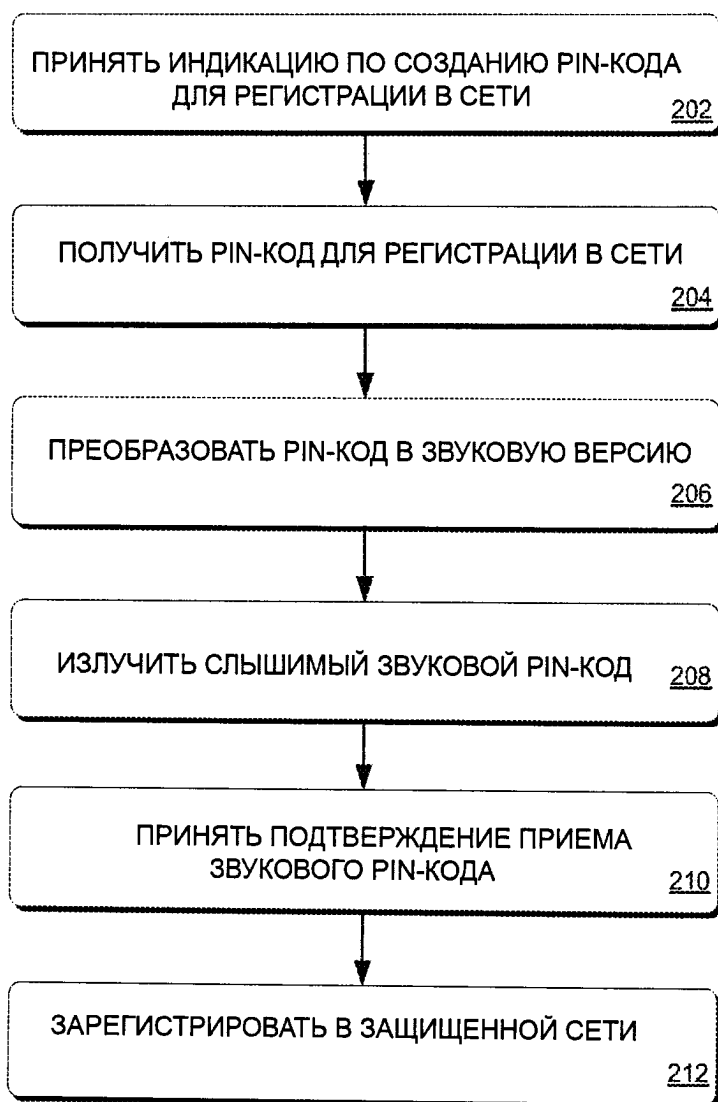 ПРИНЯТЬ ИНДИКАЦИЮ ПО СОЗДАНИЮ PIN-КОДА
ДЛЯ РЕГИСТРАЦИИ В СЕТИ
202
ПОЛУЧИТЬ PIN-КОД ДЛЯ РЕГИСТРАЦИИ В СЕТИ
204
ПРЕОБРАЗОВАТЬ PIN-КОД В ЗВУКОВУЮ ВЕРСИЮ
206
ИЗЛУЧИТЬ СЛЫШИМЫЙ ЗВУКОВОЙ PIN-КОД
208
ПРИНЯТЬ ПОДТВЕРЖДЕНИЕ ПРИЕМА
ЗВУКОВОГО PIN-КОДА
210
ЗАРЕГИСТРИРОВАТЬ В ЗАЩИЩЕННОЙ СЕТИ
212